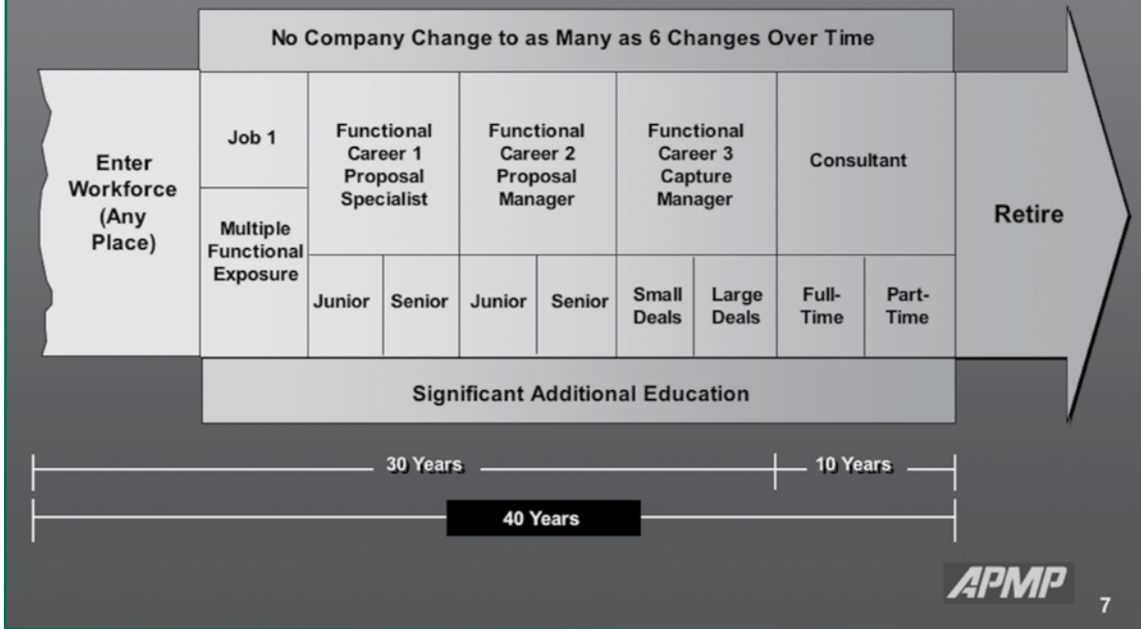 No Company Change to as Many as 6 Changes Over Time
Enter
Workforce
(Any
Place)
Job 1
Multiple
Functional
Exposure
Functional
Career 1
Proposal
Specialist
Junior
Senior
Functional
Career 2
Proposal
Manager
Junior
Senior
Functional
Career 3
Capture
Manager
Small
Deals
Large
Deals
Consultant
Full-
Time
Part-
Time
Retire
Significant Additional Education
30 Years
10 Years
40 Years
APMP
7